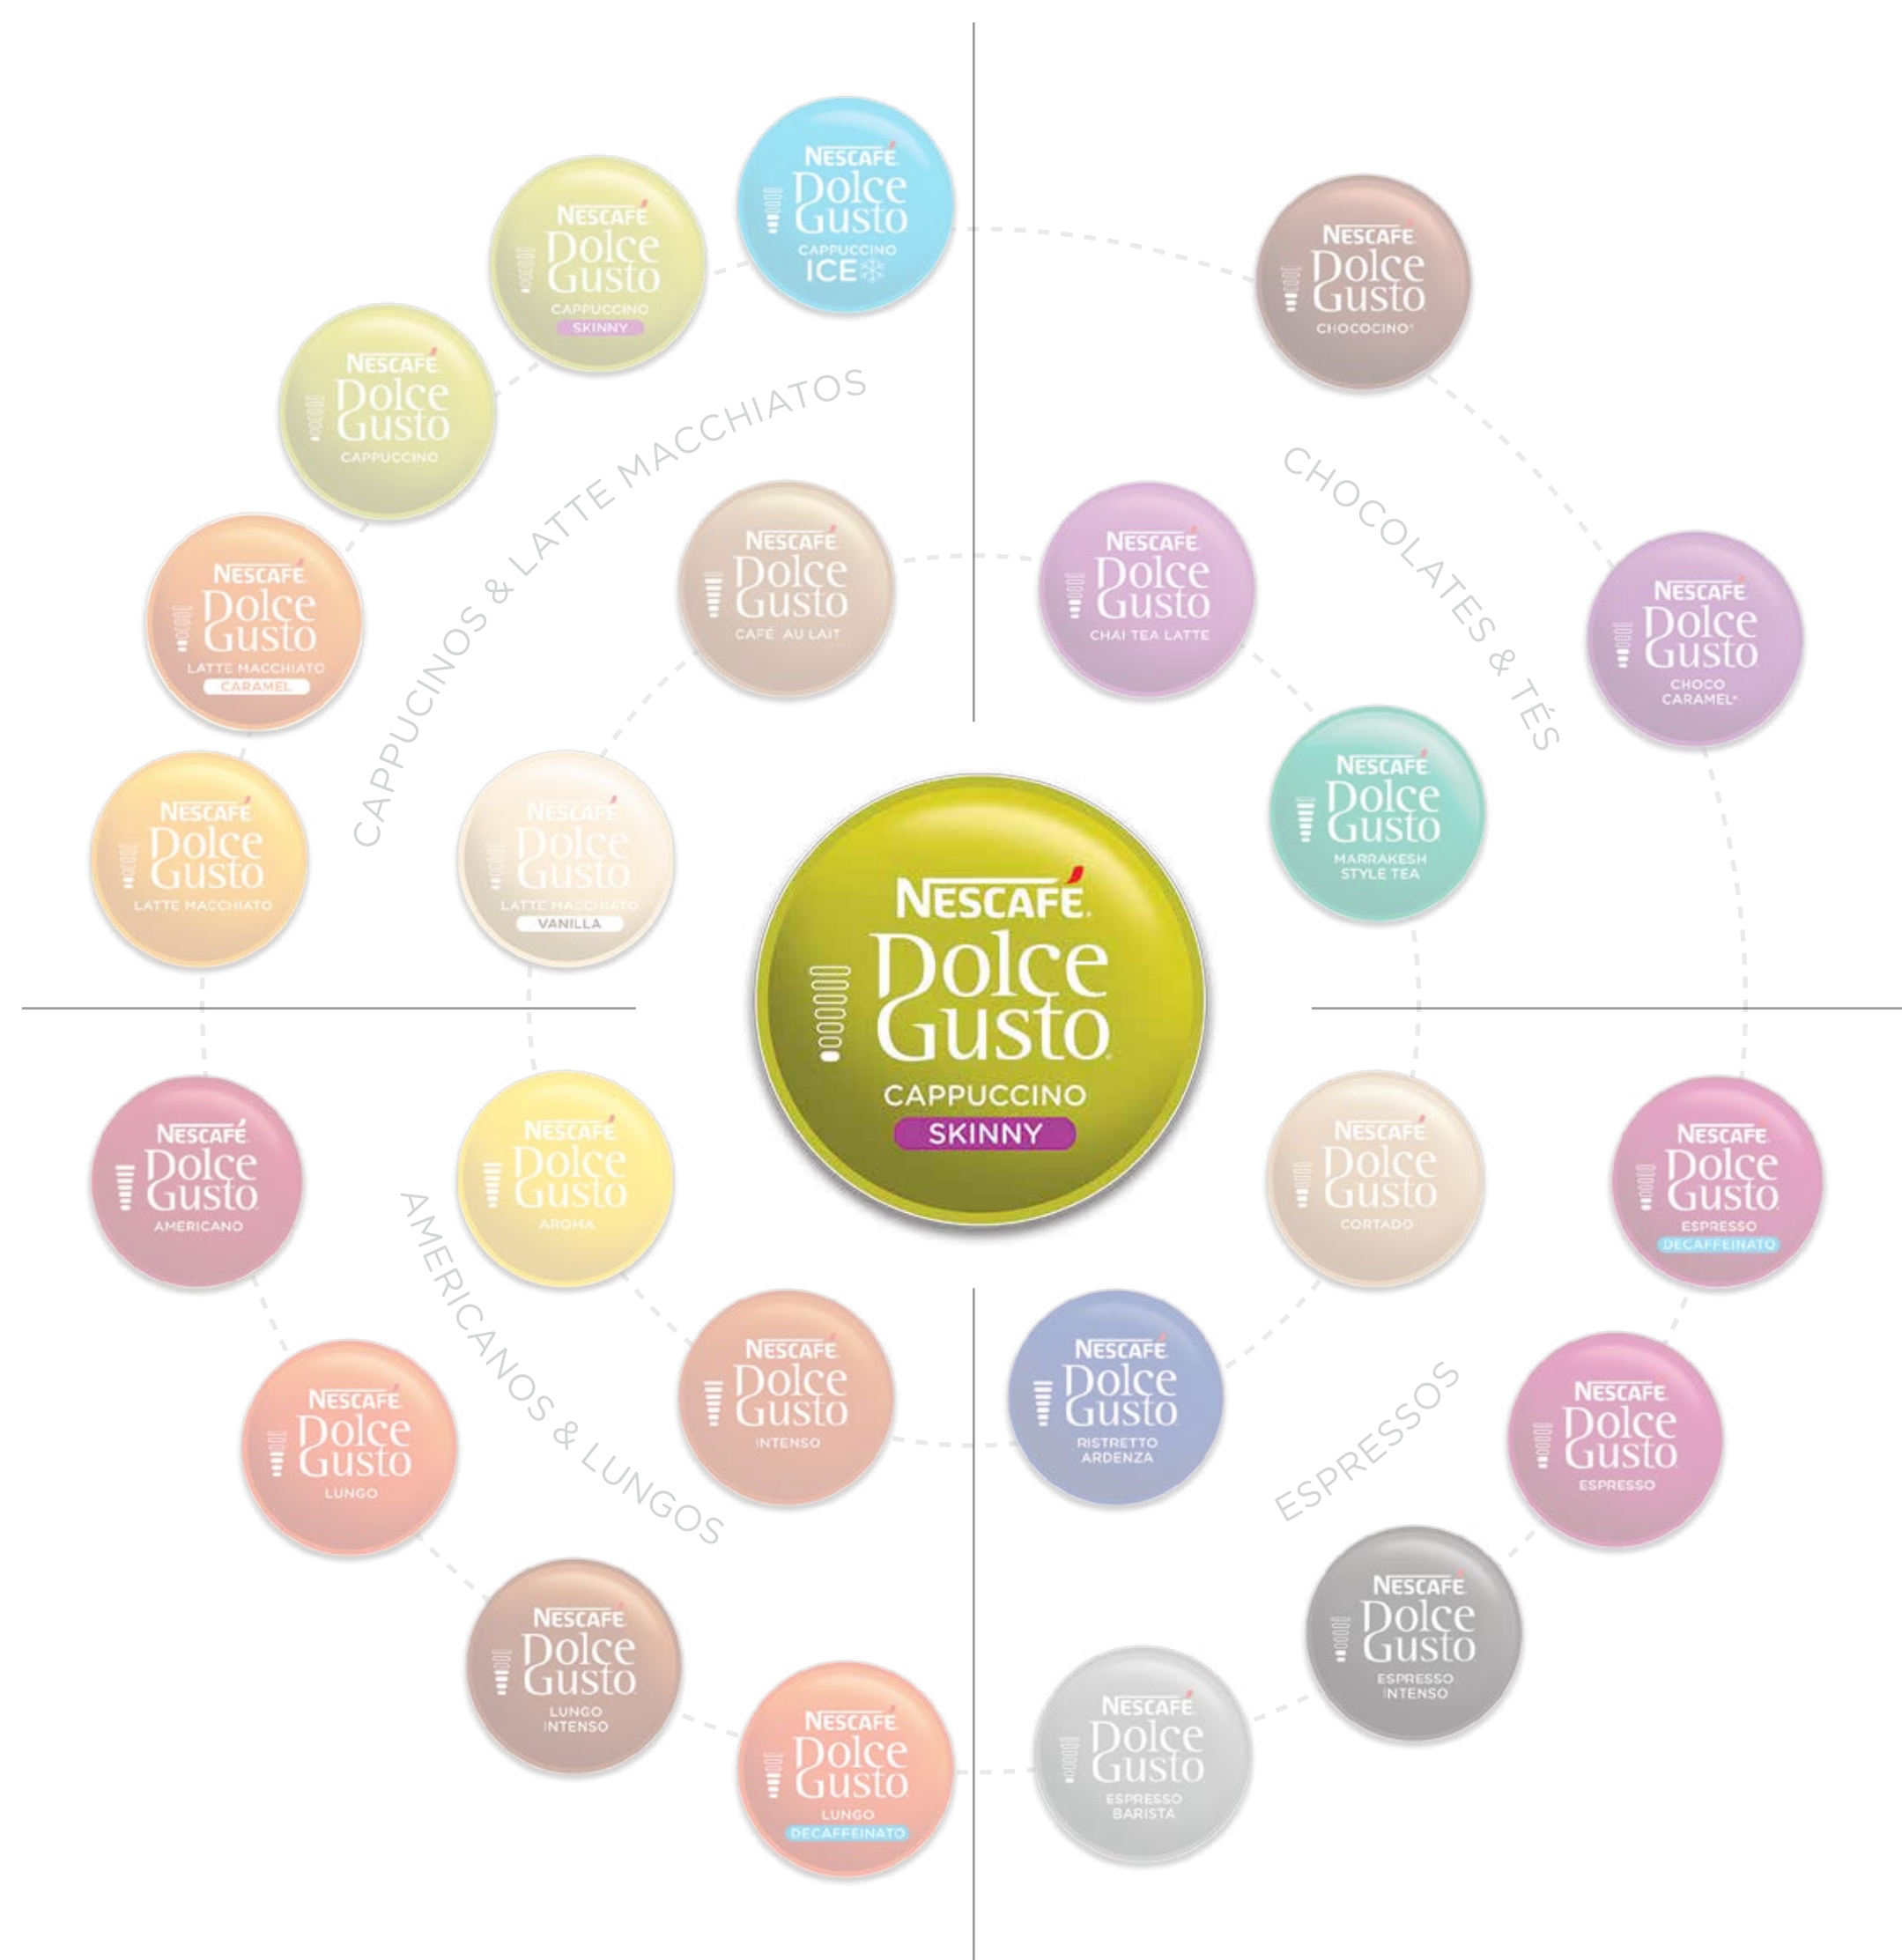 NESCAFÉ
Dolce
Gusto
CAPPUCCINO
ICE
NESCAFÉ
Dolce
Gusto
CAPPUCCINO
SKINNY
NESCAFÉ
Dolce
Gusto
CAPPUCCINO
NESCAFÉ
Dolce
Gusto
LATTE MACCHIATO
CARAMEL
NESCAFÉ
Dolce
Gusto
LATTE MACCHIATO
CAPPUCINOS & LATTE MACCHIATOS
NESCAFÉ
Dolce
Gusto
CAFÉ AU LAIT
NESCAFÉ
Dolce
Gusto
LATTE MACCHIATO
VANILLA
NESCAFÉ
Dolce
Gusto
CHOCOCINO*
NESCAFÉ
Dolce
Gusto
CHOCO
CARAMEL*
CHOCOLATES & TÉS
NESCAFÉ
Dolce
Gusto
CHAI TEA LATTE
NESCAFÉ
Dolce
Gusto
MARRAKESH
STYLE TEA
NESCAFÉ.
Dolce
Gusto
CAPPUCCINO
SKINNY
NESCAFÉ
Dolce
Gusto
AMERICANO
NESCAFÉ
Dolce
Gusto
AROMA
AMERICANOS & LUNGOS
NESCAFÉ
Dolce
Gusto
LUNGO
NESCAFÉ
Dolce
Gusto
INTENSO
NESCAFÉ
Dolce
Gusto
LUNGO
INTENSO
NESCAFÉ
Dolce
Gusto
LUNGO
DECAFFEINATO
NESCAFÉ
Dolce
Gusto
CORTADO
NESCAFÉ
Dolce
Gusto
ESPRESSO
DECAFFEINATO
NESCAFÉ
Dolce
Gusto
RISTRETTO
ARDENZA
ESPRESSOS
NESCAFÉ
Dolce
Gusto
ESPRESSO
NESCAFÉ
Dolce
Gusto
ESPRESSO
INTENSO
NESCAFÉ
Dolce
Gusto
ESPRESSO
BARISTA